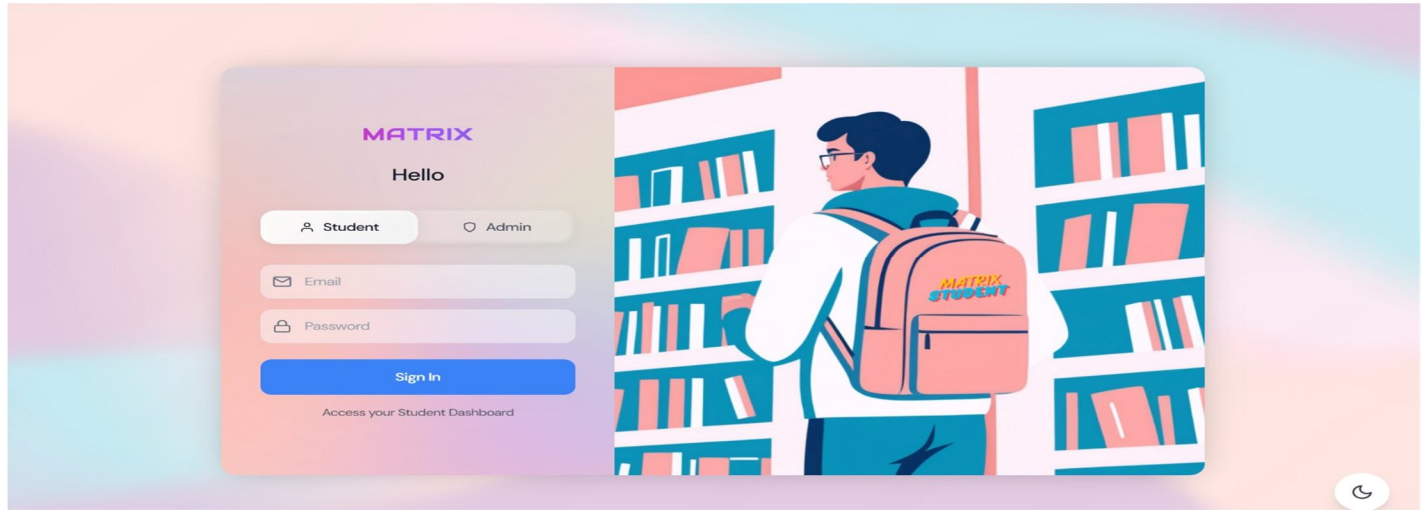 MATRIX
Hello
Student
Admin
Email
Password
Sign In
Access your Student Dashboard
MATRIX
STUDENT